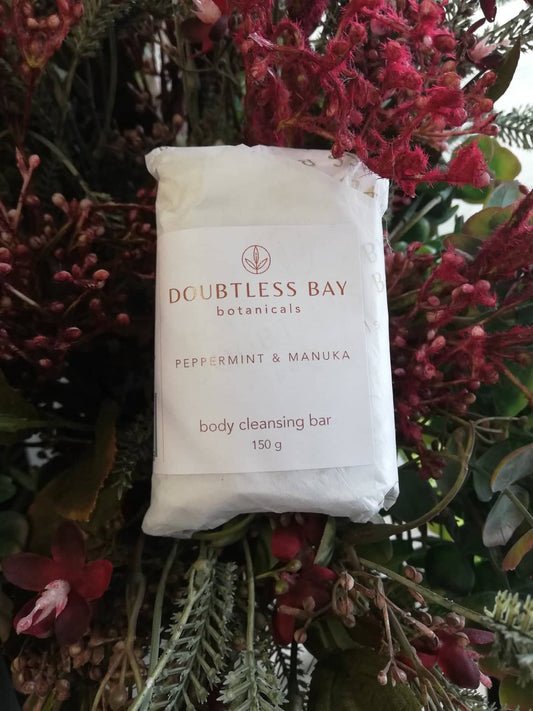 DOUBTLESS BAY
botanicals
PEPPERMINT & MANUKA
body cleansing bar
150 g